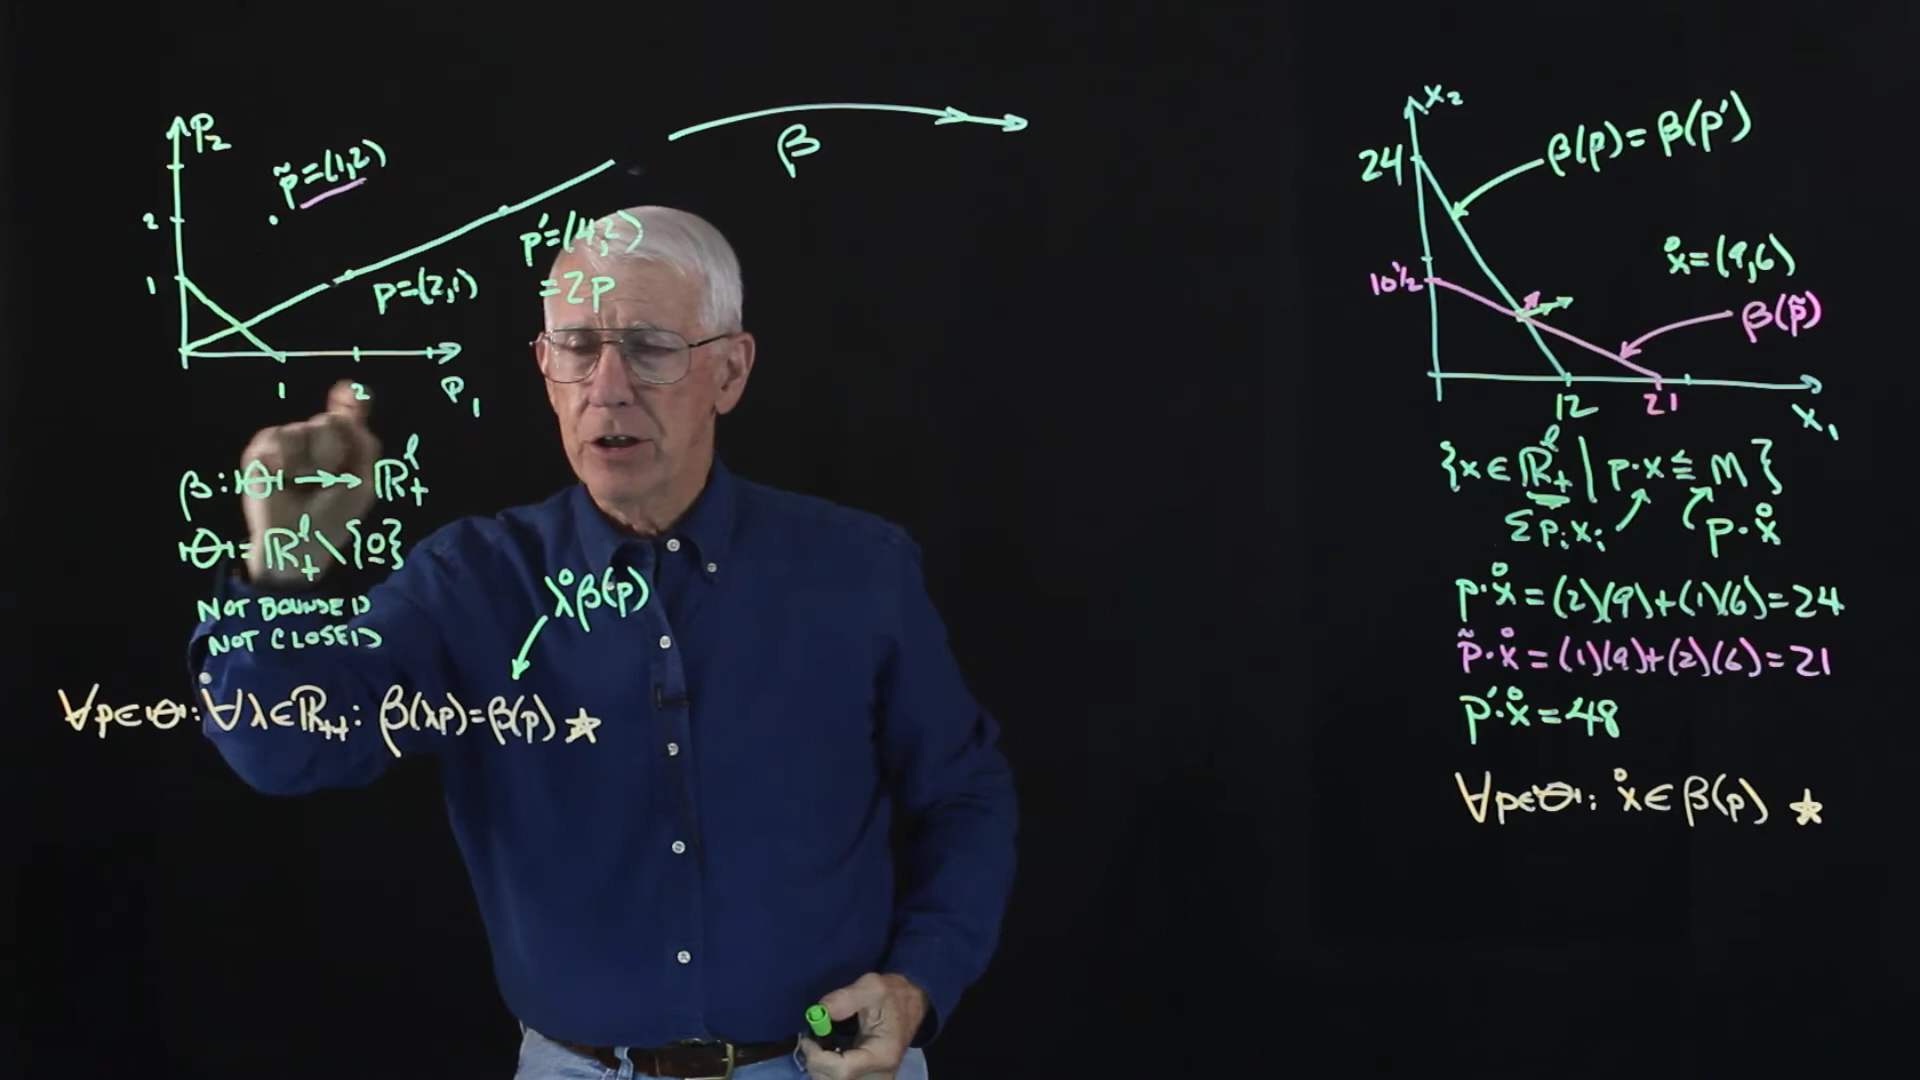 P₂
p̃=(1,2)
2
p'=(4,2)
=2p
1
p=(2,1)
1 2 P₁
β
β: Θ ↠ ℝ₊ˡ
Θ = ℝ₊ˡ \ {0}
NOT BOUNDED
NOT CLOSED
λβ(p)
∀p∈Θ: ∀λ∈ℝ₊₊: β(λp)=β(p) ★
x₂
24
β(p)=β(p')
x̊=(9,6)
10½
β(p̃)
12 21 x₁
{x∈ℝ₊ˡ | p·x ≦ M}
Σpᵢxᵢ p·x̊
p·x̊=(2)(9)+(1)(6)=24
p̃·x̊=(1)(9)+(2)(6)=21
p'·x̊=48
∀p∈Θ: x̊∈β(p) ★